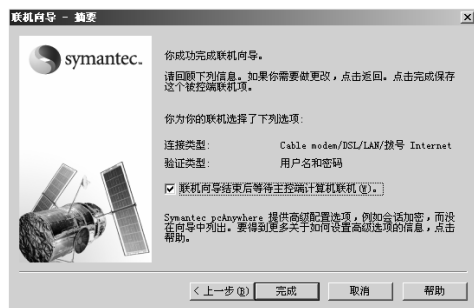 联机向导 - 摘要
symantec.
你成功完成联机向导。
请回顾下列信息。如果你需要做更改，点击返回。点击完成保存
这个被控端联机项。
你为你的联机选择了下列选项:
连接类型: Cable modem/DSL/LAN/拨号 Internet
验证类型: 用户名和密码
联机向导结束后等待主控端计算机联机(W)。
Symantec pcAnywhere 提供高级配置选项，例如会话加密，而没
在向导中列出。要得到更多关于如何设置高级选项的信息，点击
帮助。
< 上一步(B) 完成 取消 帮助